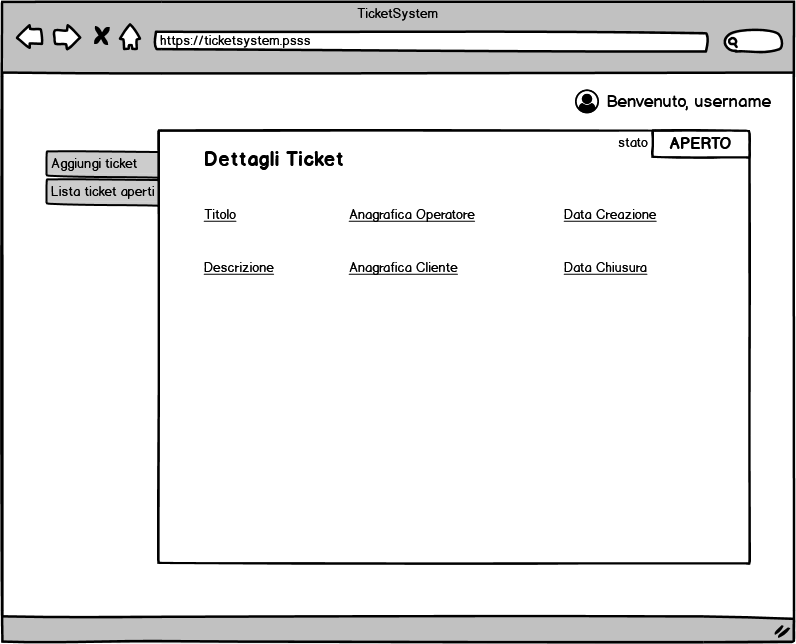 TicketSystem
https://ticketsystem.psss
Benvenuto, username
stato APERTO
Dettagli Ticket
Aggiungi ticket
Lista ticket aperti
Titolo Anagrafica Operatore Data Creazione
Descrizione Anagrafica Cliente Data Chiusura